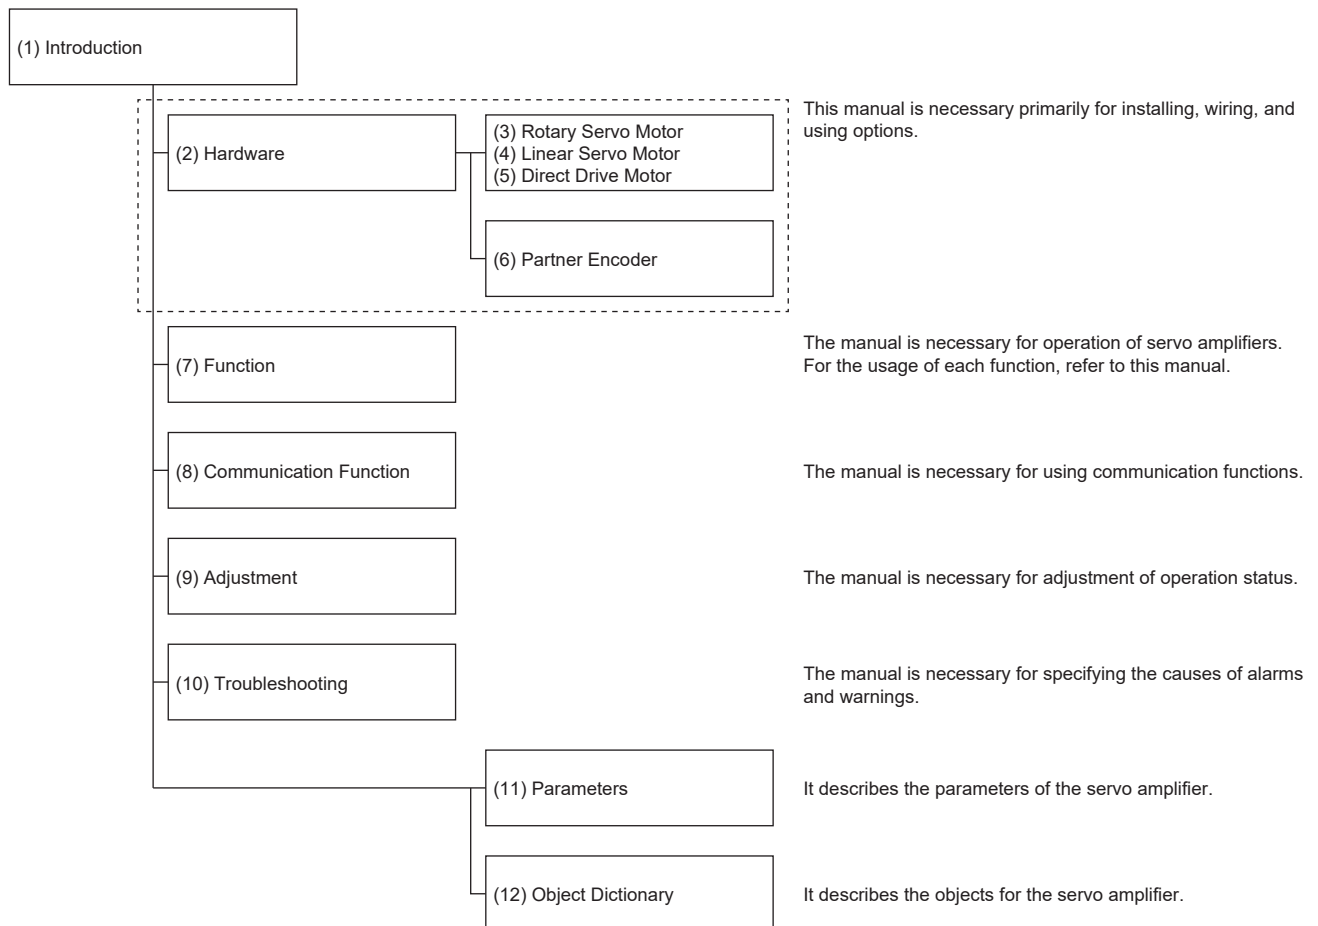 (1) Introduction
This manual is necessary primarily for installing, wiring, and
using options.
(2) Hardware
(3) Rotary Servo Motor
(4) Linear Servo Motor
(5) Direct Drive Motor
(6) Partner Encoder
(7) Function
The manual is necessary for operation of servo amplifiers.
For the usage of each function, refer to this manual.
(8) Communication Function
The manual is necessary for using communication functions.
(9) Adjustment
The manual is necessary for adjustment of operation status.
(10) Troubleshooting
The manual is necessary for specifying the causes of alarms
and warnings.
(11) Parameters
It describes the parameters of the servo amplifier.
(12) Object Dictionary
It describes the objects for the servo amplifier.